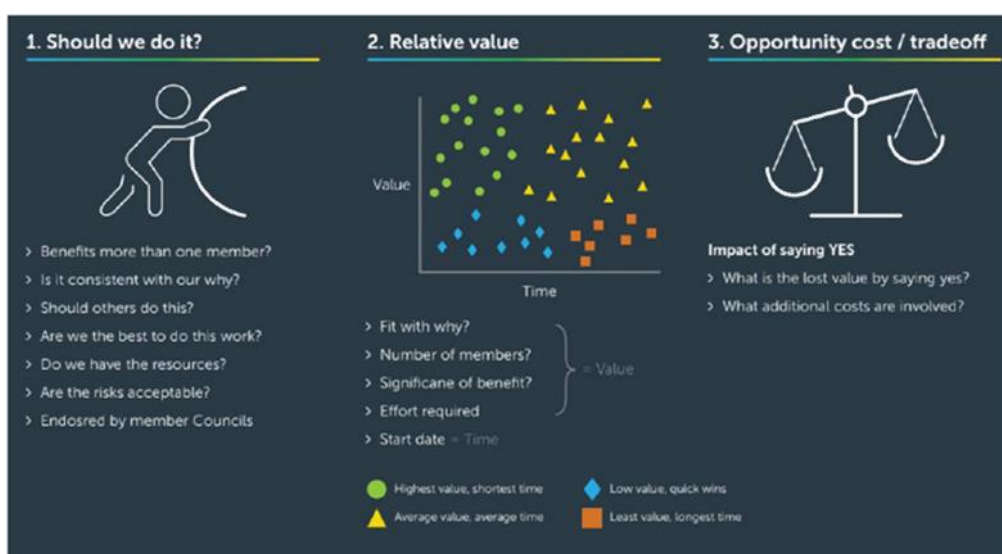 1. Should we do it?
> Benefits more than one member?
> Is it consistent with our why?
> Should others do this?
> Are we the best to do this work?
> Do we have the resources?
> Are the risks acceptable?
> Endosred by member Councils
2. Relative value
Value
Time
> Fit with why?
> Number of members?
> Significane of benefit?
> Effort required
= Value
> Start date = Time
Highest value, shortest time
Low value, quick wins
Average value, average time
Least value, longest time
3. Opportunity cost / tradeoff
Impact of saying YES
> What is the lost value by saying yes?
> What additional costs are involved?